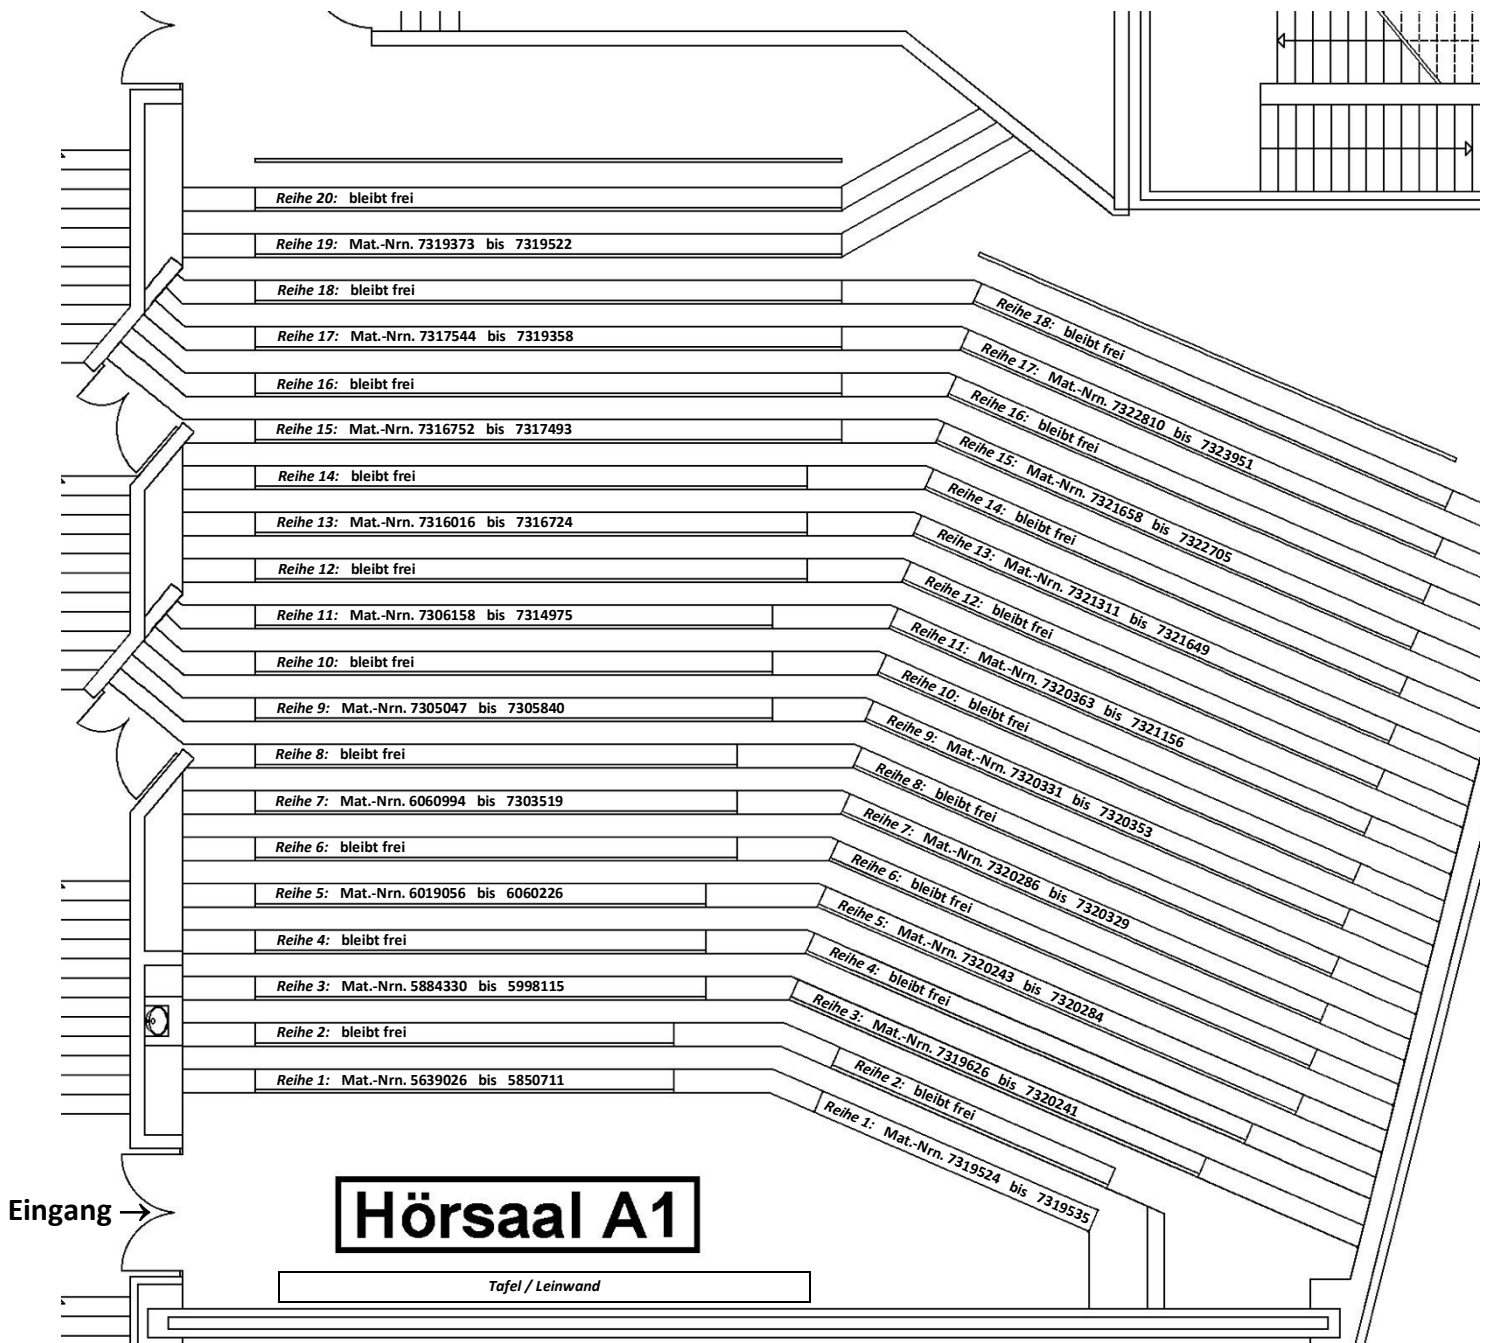 Reihe 20: bleibt frei
Reihe 19: Mat.-Nrn. 7319373 bis 7319522
Reihe 18: bleibt frei
Reihe 17: Mat.-Nrn. 7317544 bis 7319358
Reihe 16: bleibt frei
Reihe 15: Mat.-Nrn. 7316752 bis 7317493
Reihe 14: bleibt frei
Reihe 13: Mat.-Nrn. 7316016 bis 7316724
Reihe 12: bleibt frei
Reihe 11: Mat.-Nrn. 7306158 bis 7314975
Reihe 10: bleibt frei
Reihe 9: Mat.-Nrn. 7305047 bis 7305840
Reihe 8: bleibt frei
Reihe 7: Mat.-Nrn. 6060994 bis 7303519
Reihe 6: bleibt frei
Reihe 5: Mat.-Nrn. 6019056 bis 6060226
Reihe 4: bleibt frei
Reihe 3: Mat.-Nrn. 5884330 bis 5998115
Reihe 2: bleibt frei
Reihe 1: Mat.-Nrn. 5639026 bis 5850711
Reihe 18: bleibt frei
Reihe 17: Mat.-Nrn. 7322810 bis 7323951
Reihe 16: bleibt frei
Reihe 15: Mat.-Nrn. 7321658 bis 7322705
Reihe 14: bleibt frei
Reihe 13: Mat.-Nrn. 7321311 bis 7321649
Reihe 12: bleibt frei
Reihe 11: Mat.-Nrn. 7320363 bis 7321156
Reihe 10: bleibt frei
Reihe 9: Mat.-Nrn. 7320331 bis 7320353
Reihe 8: bleibt frei
Reihe 7: Mat.-Nrn. 7320286 bis 7320329
Reihe 6: bleibt frei
Reihe 5: Mat.-Nrn. 7320243 bis 7320284
Reihe 4: bleibt frei
Reihe 3: Mat.-Nrn. 7319626 bis 7320241
Reihe 2: bleibt frei
Reihe 1: Mat.-Nrn. 7319524 bis 7319535
Eingang →
Hörsaal A1
Tafel / Leinwand